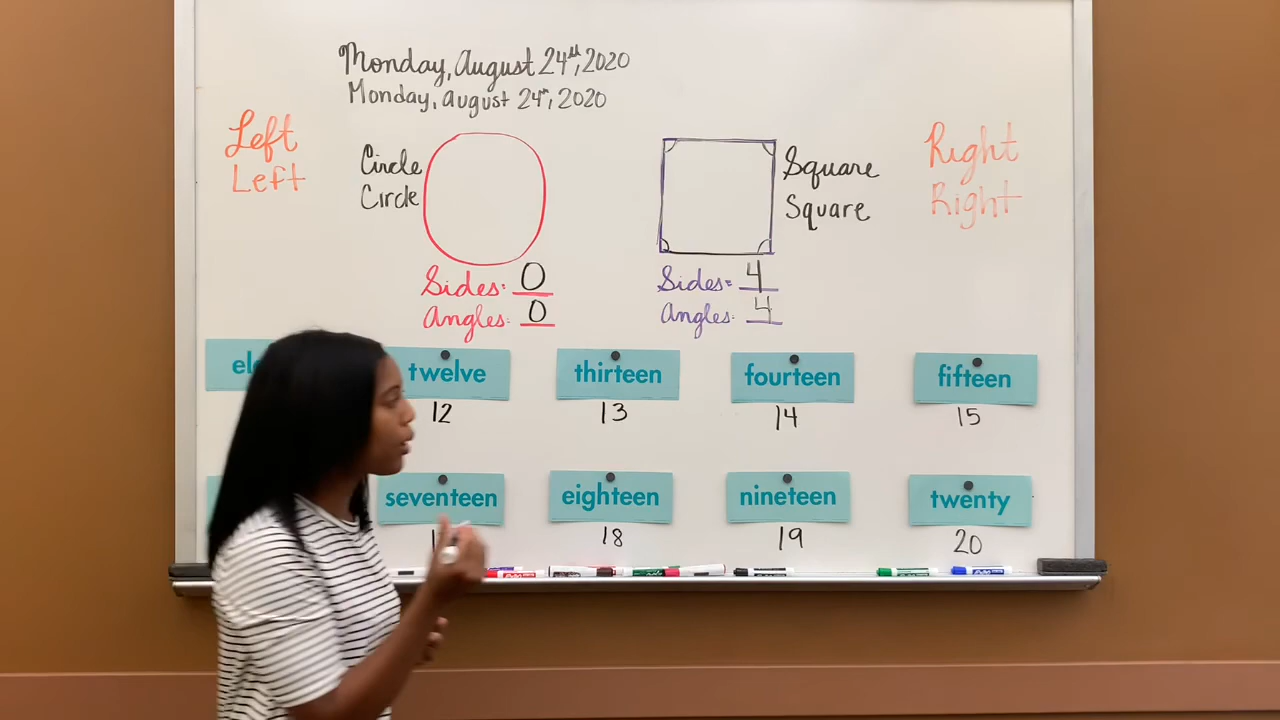 Monday, August 24th, 2020
Monday, August 24th, 2020
Left
Left
Circle
Circle
Square
Square
Right
Right
Sides: 0
Angles: 0
Sides: 4
Angles: 4
twelve
thirteen
fourteen
fifteen
12
13
14
15
seventeen
eighteen
nineteen
twenty
18
19
20